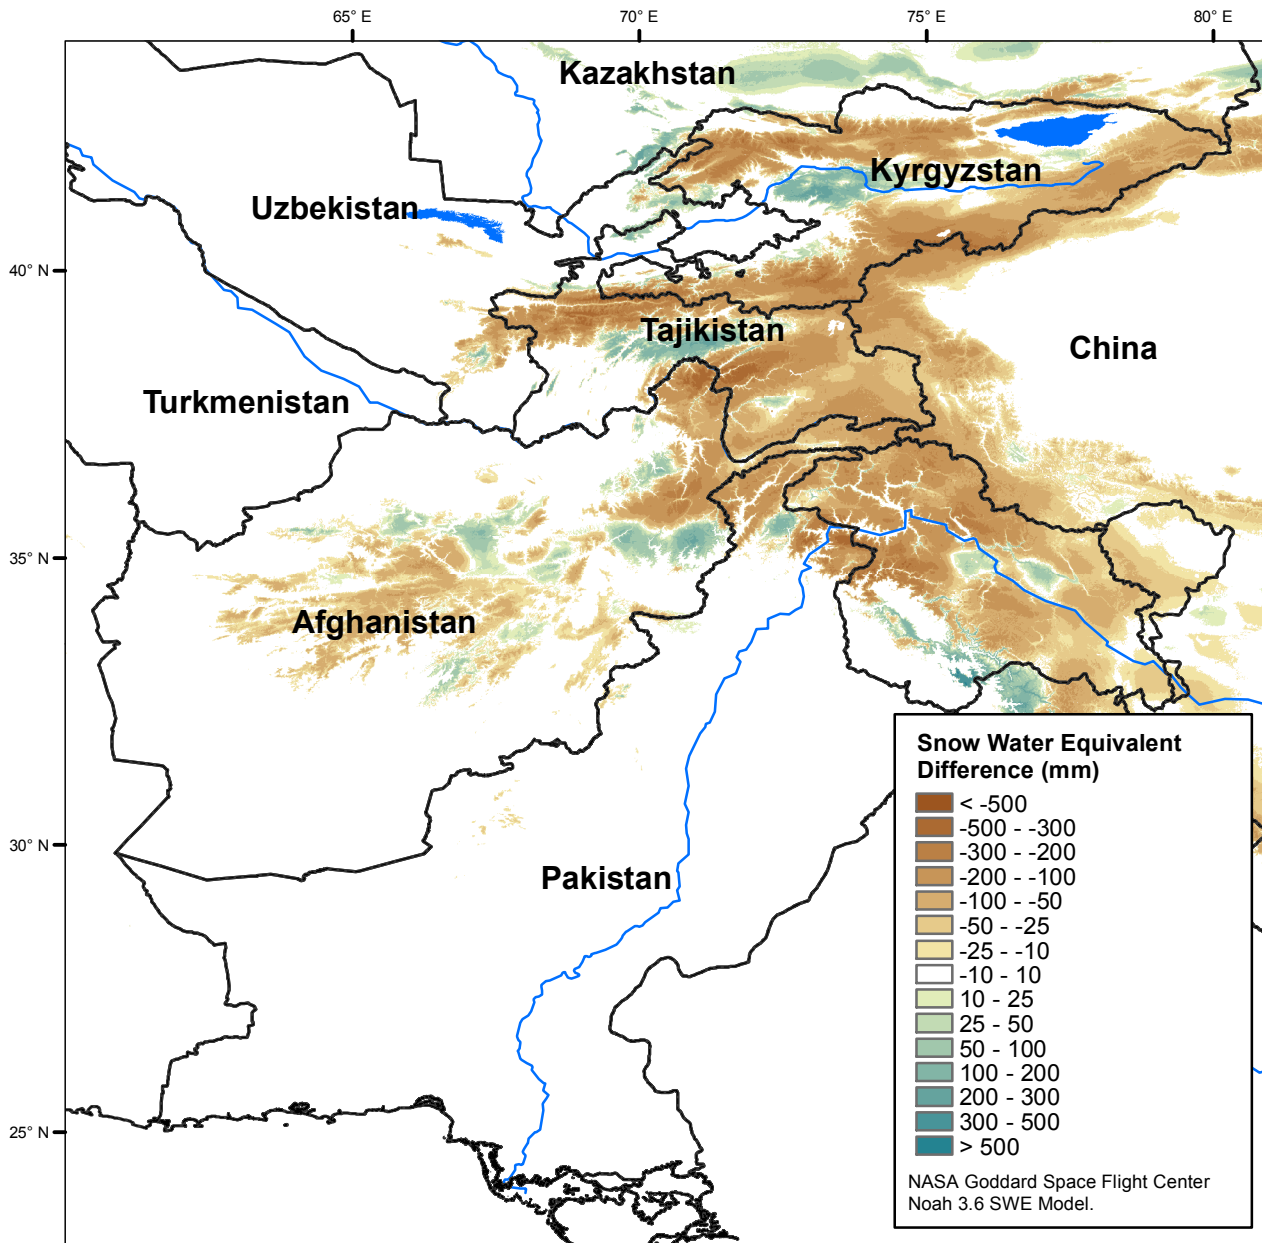 65° E
70° E
75° E
80° E
Kazakhstan
Kyrgyzstan
Uzbekistan
40° N
Tajikistan
China
Turkmenistan
35° N
Afghanistan
Snow Water Equivalent
Difference (mm)
< -500
-500 - -300
-300 - -200
-200 - -100
-100 - -50
-50 - -25
-25 - -10
-10 - 10
10 - 25
25 - 50
50 - 100
100 - 200
200 - 300
300 - 500
> 500
NASA Goddard Space Flight Center
Noah 3.6 SWE Model.
30° N
Pakistan
25° N